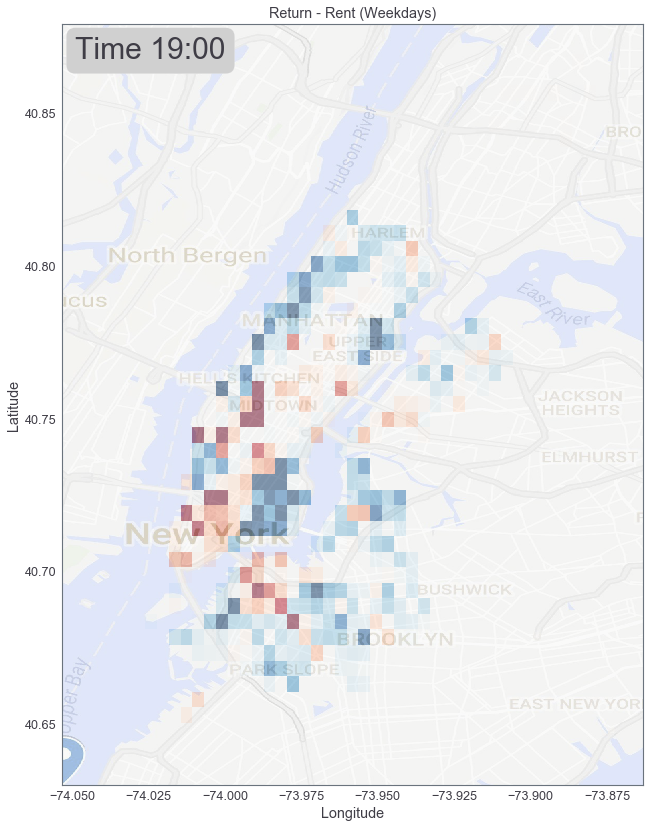 Return - Rent (Weekdays)
Time 19:00
40.85
40.80
40.75
40.70
40.65
Latitude
BRO
Hudson River
HARLEM
North Bergen
cus
East River
MANHATTAN
UPPER
EAST SIDE
HELL'S KITCHEN
MIDTOWN
JACKSON
HEIGHTS
ELMHURST
New York
BUSHWICK
BROOKLYN
PARK SLOPE
EAST NEW YOR
pper Bay
−74.050
−74.025
−74.000
−73.975
−73.950
−73.925
−73.900
−73.875
Longitude